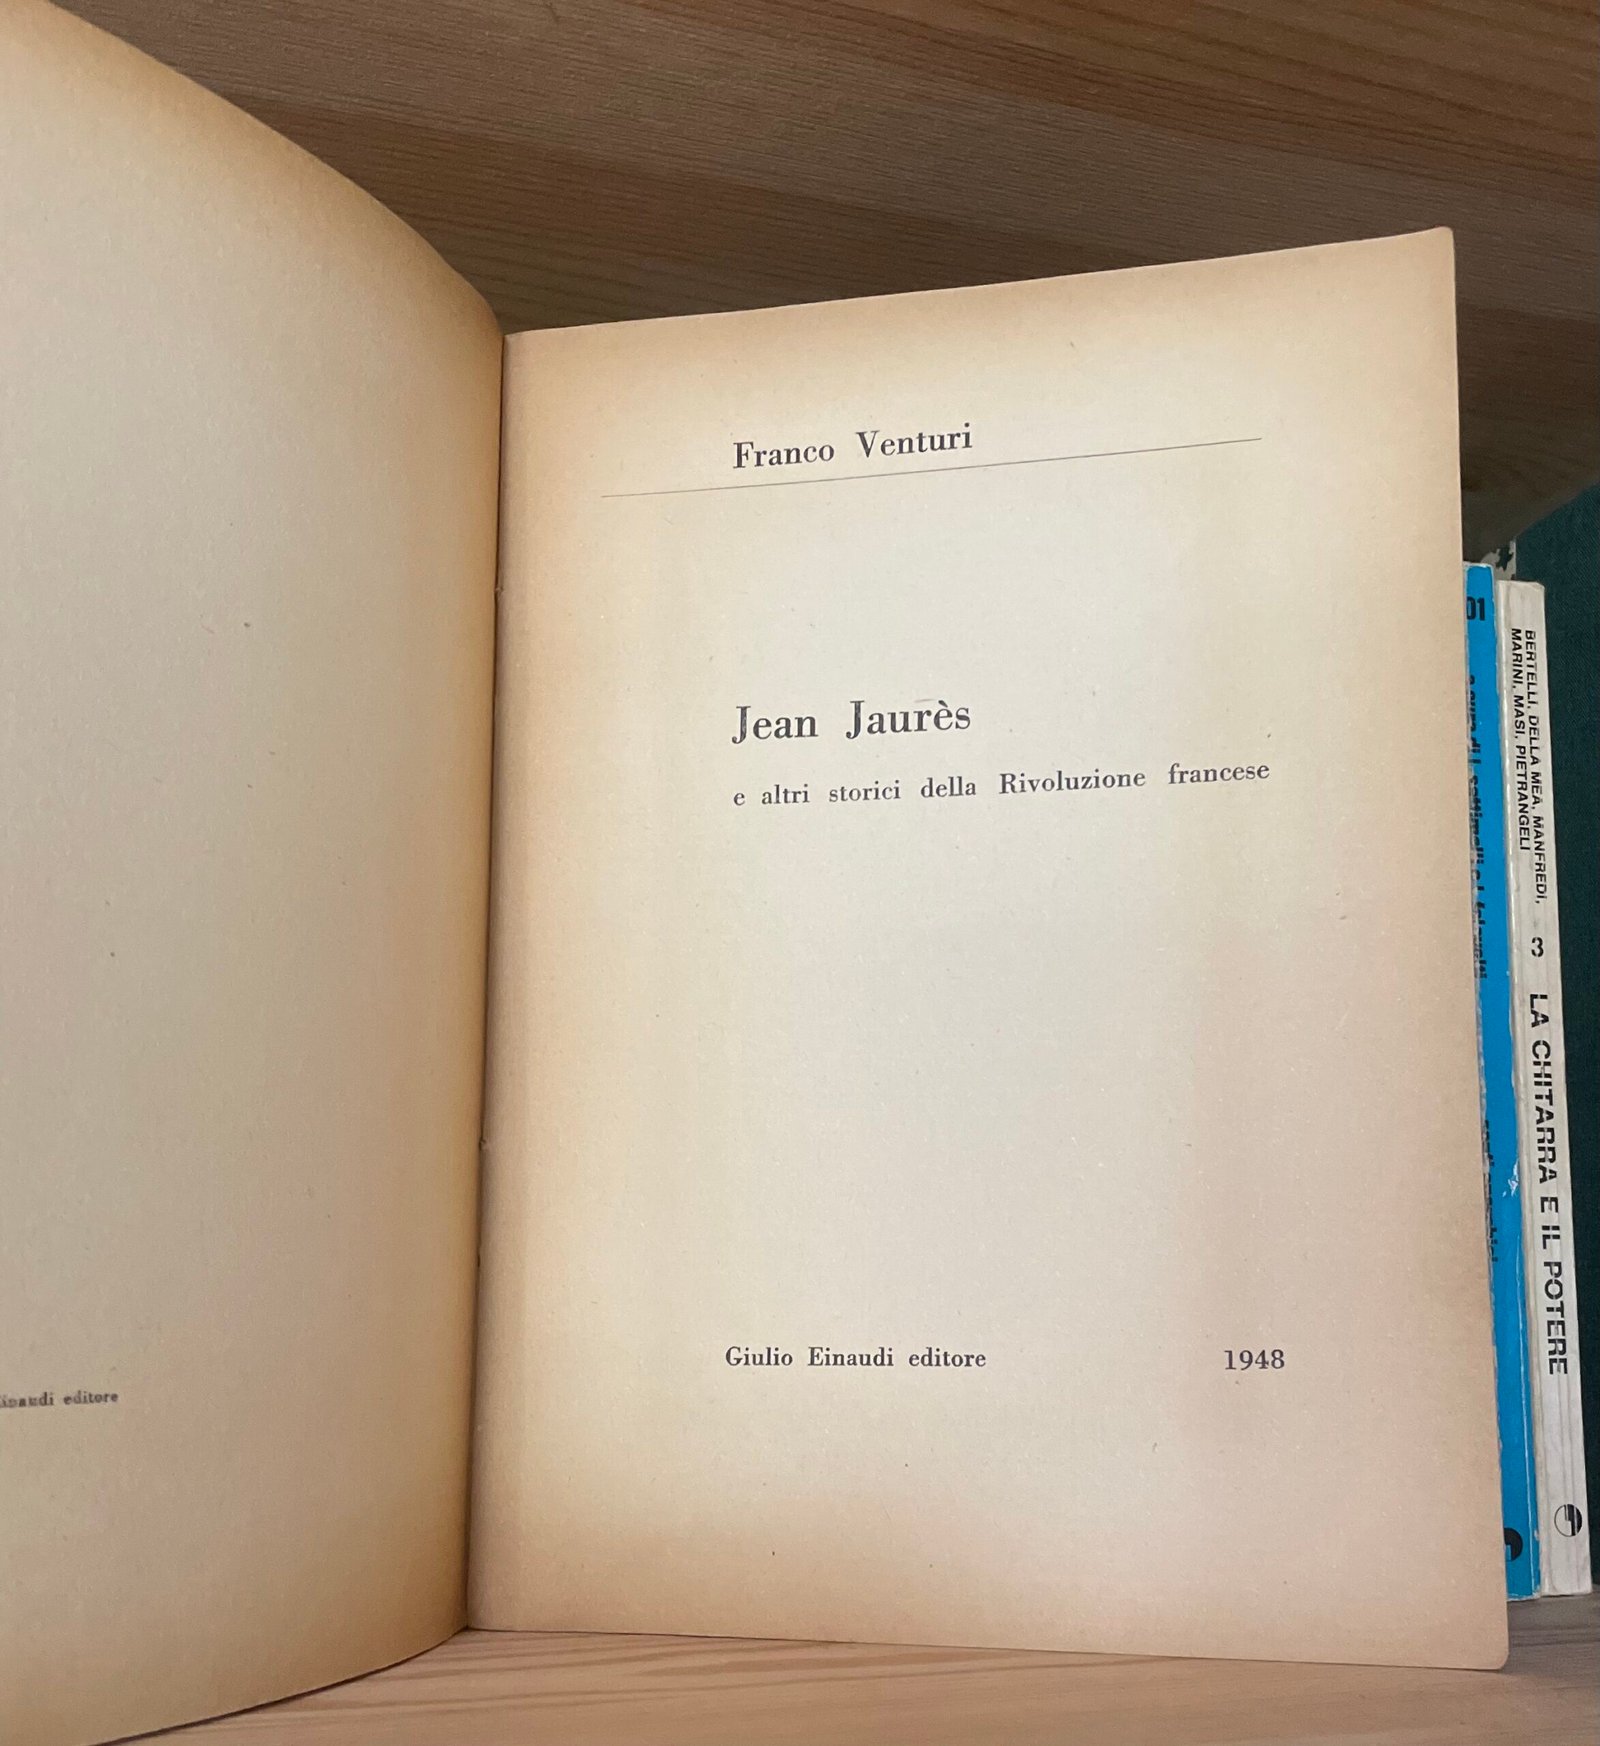 Franco Venturi
Jean Jaurès
e altri storici della Rivoluzione francese
Giulio Einaudi editore 1948
editore
01
BERTELLI, DELLA MEA, MANFREDI,
MARINI, MASI, PIETRANGELI
3 LA CHITARRA E IL POTERE